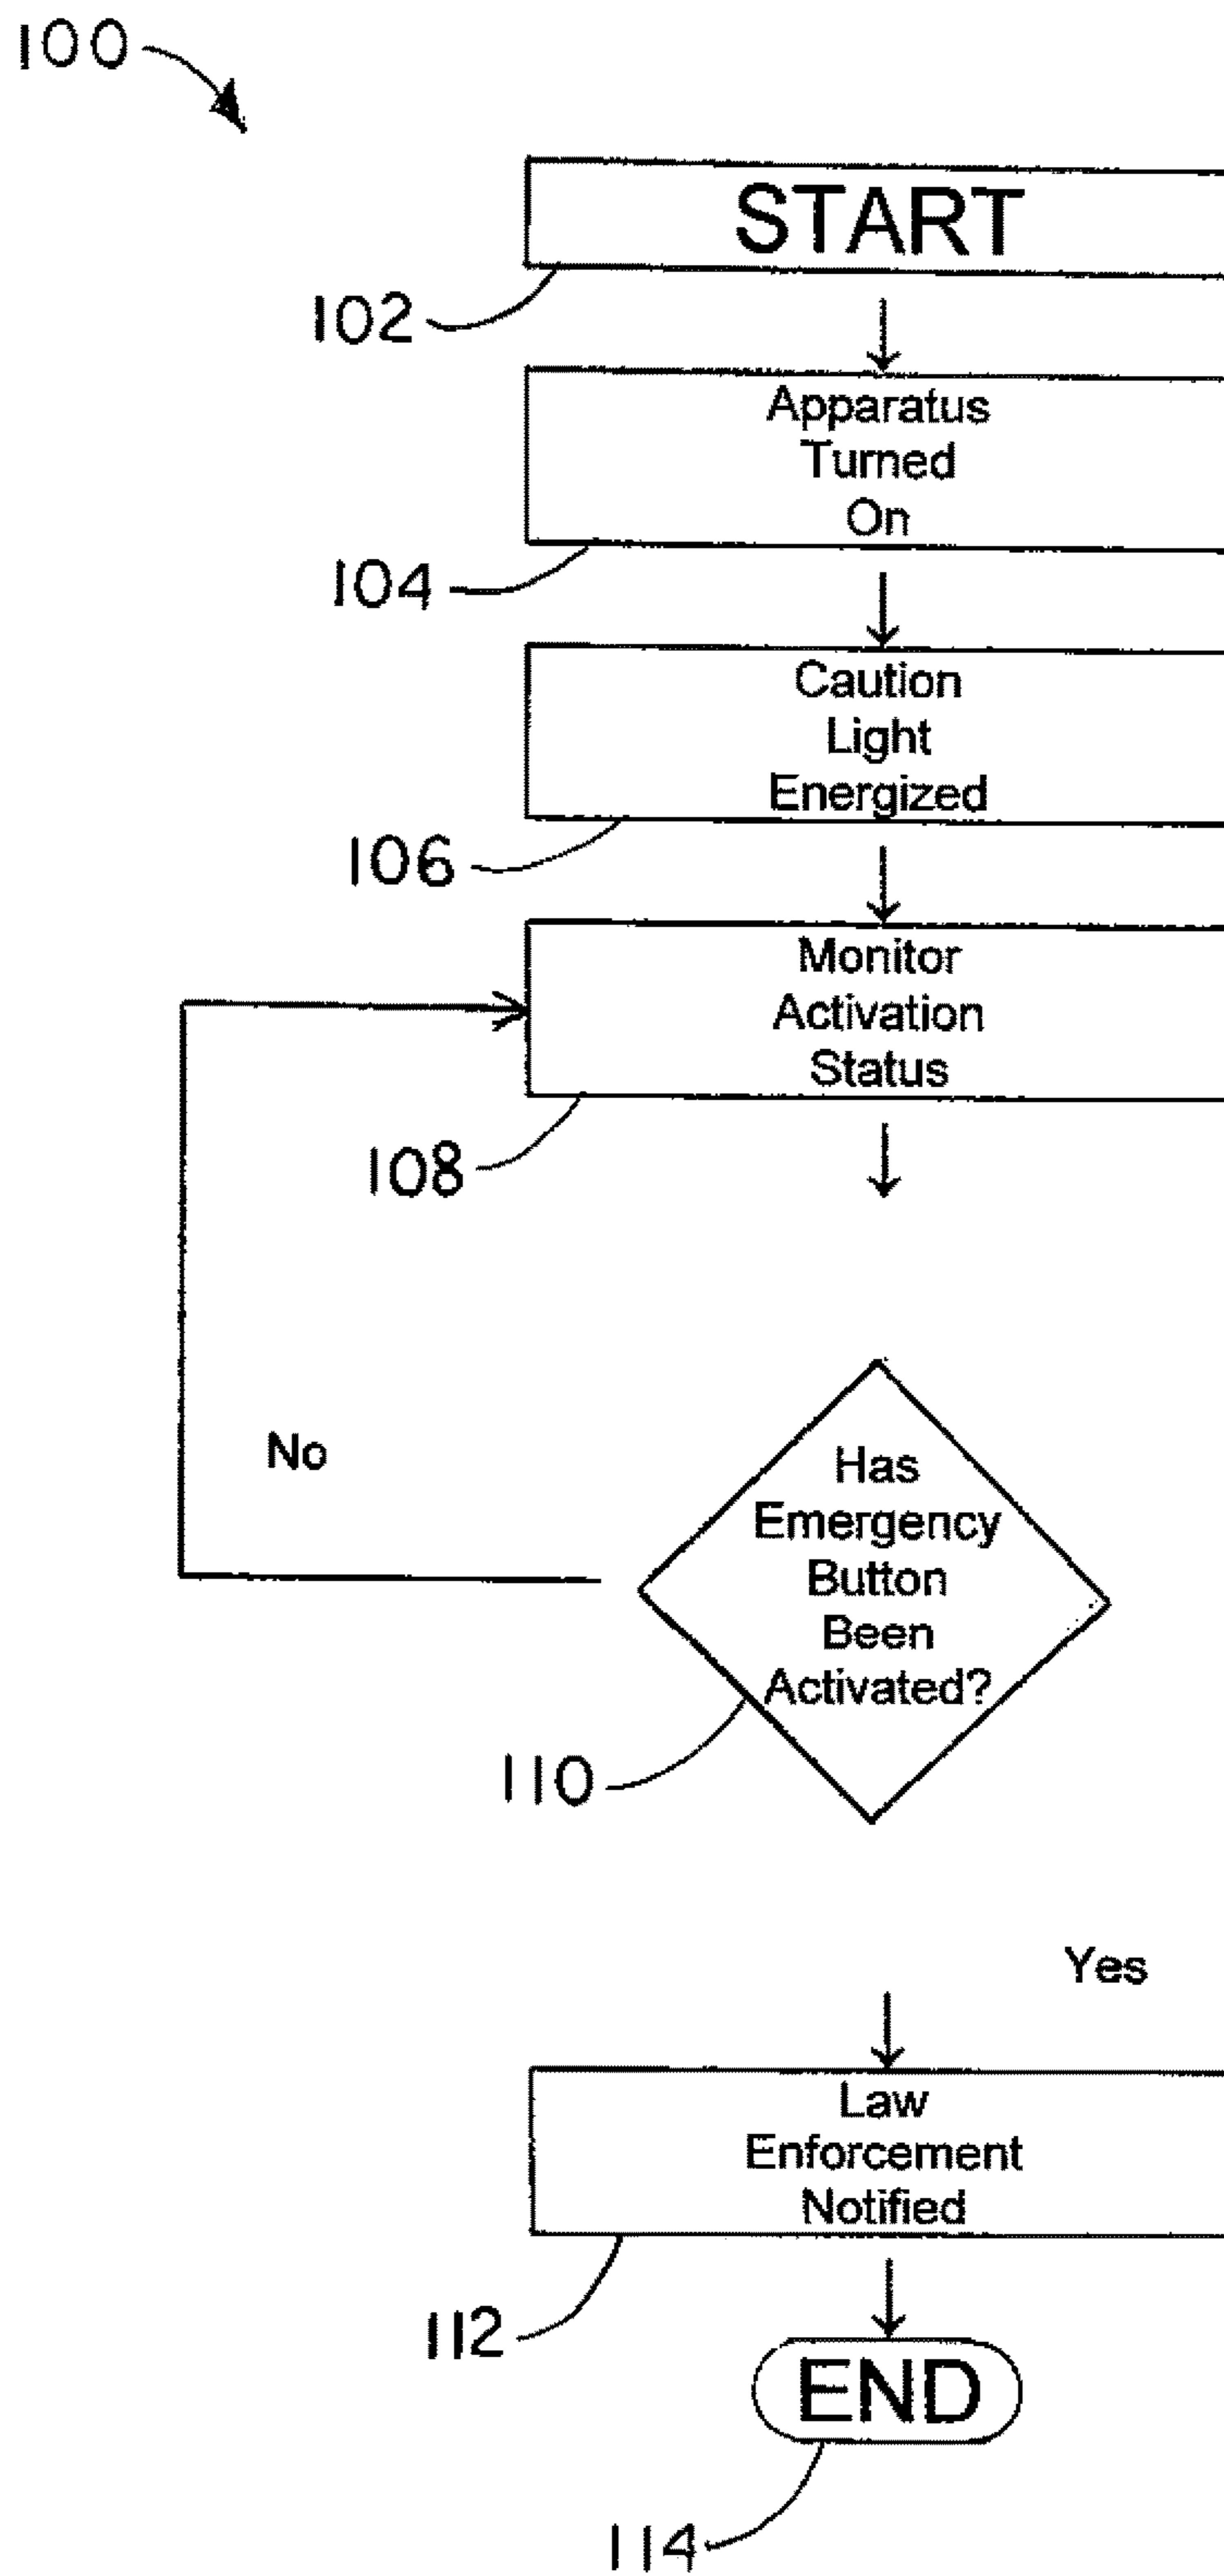 100
START
102
Apparatus
Turned
On
104
Caution
Light
Energized
106
Monitor
Activation
Status
108
No
Has
Emergency
Button
Been
Activated?
110
Yes
Law
Enforcement
Notified
112
END
114